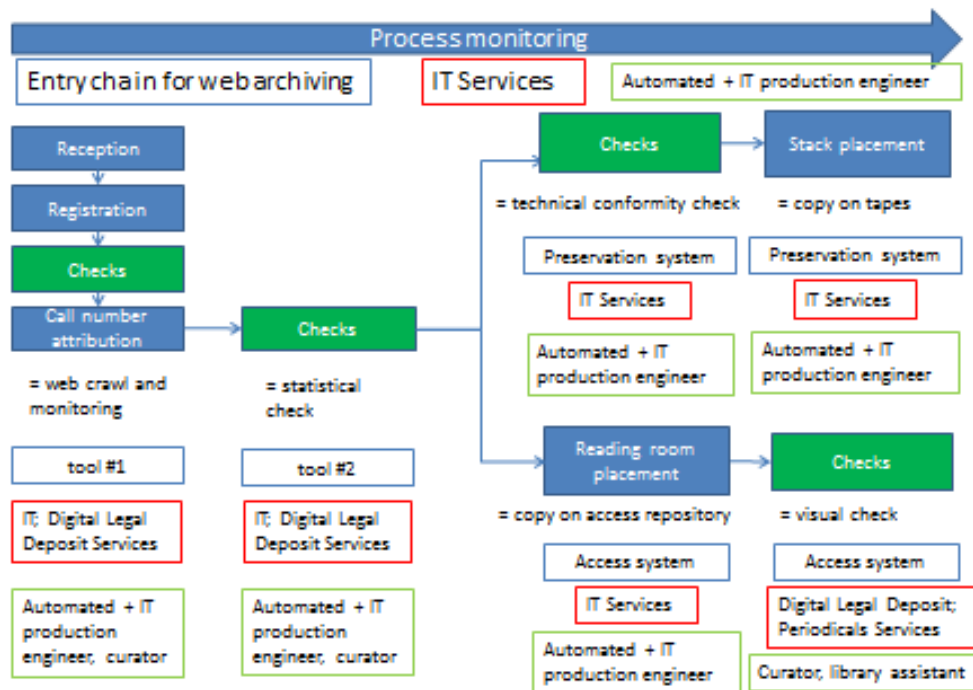 Process monitoring
Entry chain for web archiving
IT Services
Automated + IT production engineer
Reception
Registration
Checks
Call number
attribution
= web crawl and
monitoring
tool #1
IT; Digital Legal
Deposit Services
Automated + IT
production
engineer, curator
Checks
= statistical
check
tool #2
IT; Digital Legal
Deposit Services
Automated + IT
production
engineer, curator
Checks
= technical conformity check
Preservation system
IT Services
Automated + IT
production engineer
Stack placement
= copy on tapes
Preservation system
IT Services
Automated + IT
production engineer
Reading room
placement
= copy on access repository
Access system
IT Services
Automated + IT
production engineer
Checks
= visual check
Access system
Digital Legal Deposit;
Periodicals Services
Curator, library assistant